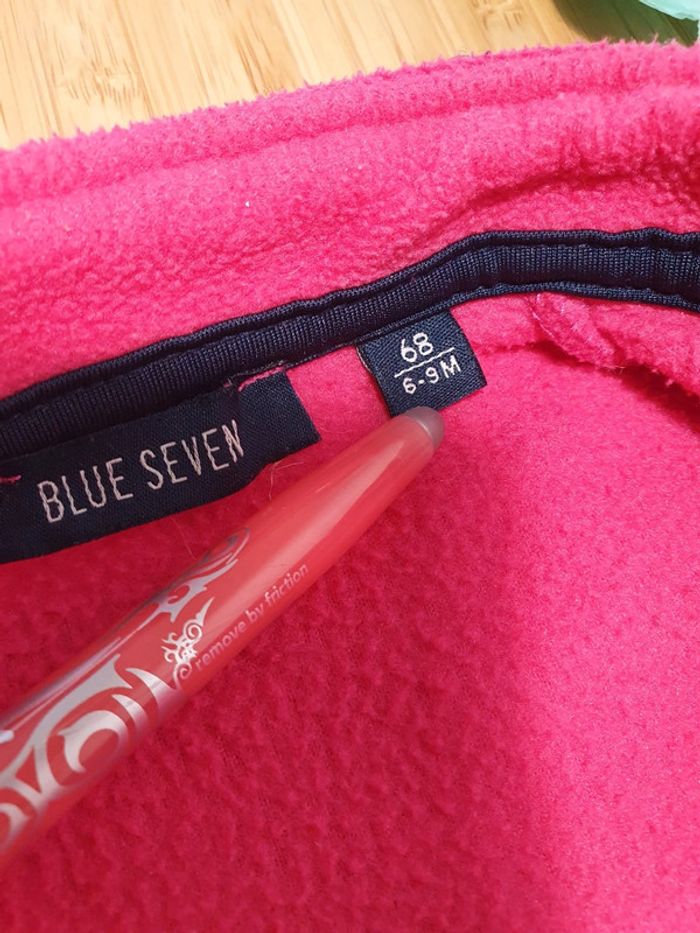 68
6-9M
BLUE SEVEN
remove by friction